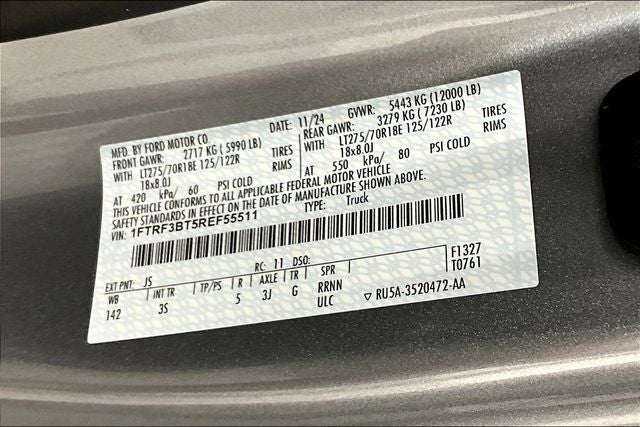 MFD. BY FORD MOTOR CO. DATE: 11/24 GVWR: 5443 KG (12000 LB)
FRONT GAWR: 2717 KG ( 5990 LB) REAR GAWR: 3279 KG ( 7230 LB)
WITH LT275/70R18E 125/122R TIRES WITH LT275/70R18E 125/122R TIRES
18x8.0J RIMS 18x8.0J RIMS
AT 420 kPa/ 60 PSI COLD AT 550 kPa/ 80 PSI COLD
THIS VEHICLE CONFORMS TO ALL APPLICABLE FEDERAL MOTOR VEHICLE
SAFETY STANDARDS IN EFFECT ON THE DATE OF MANUFACTURE SHOWN ABOVE.
VIN: 1FTRF3BT5REF55511 TYPE: Truck
F1327
T0761
EXT PNT: JS RC: 11 DSO:
WB INT TR TP/PS R AXLE TR SPR
142 3S 5 3J G RRNN
ULC ▽ RU5A-3520472-AA